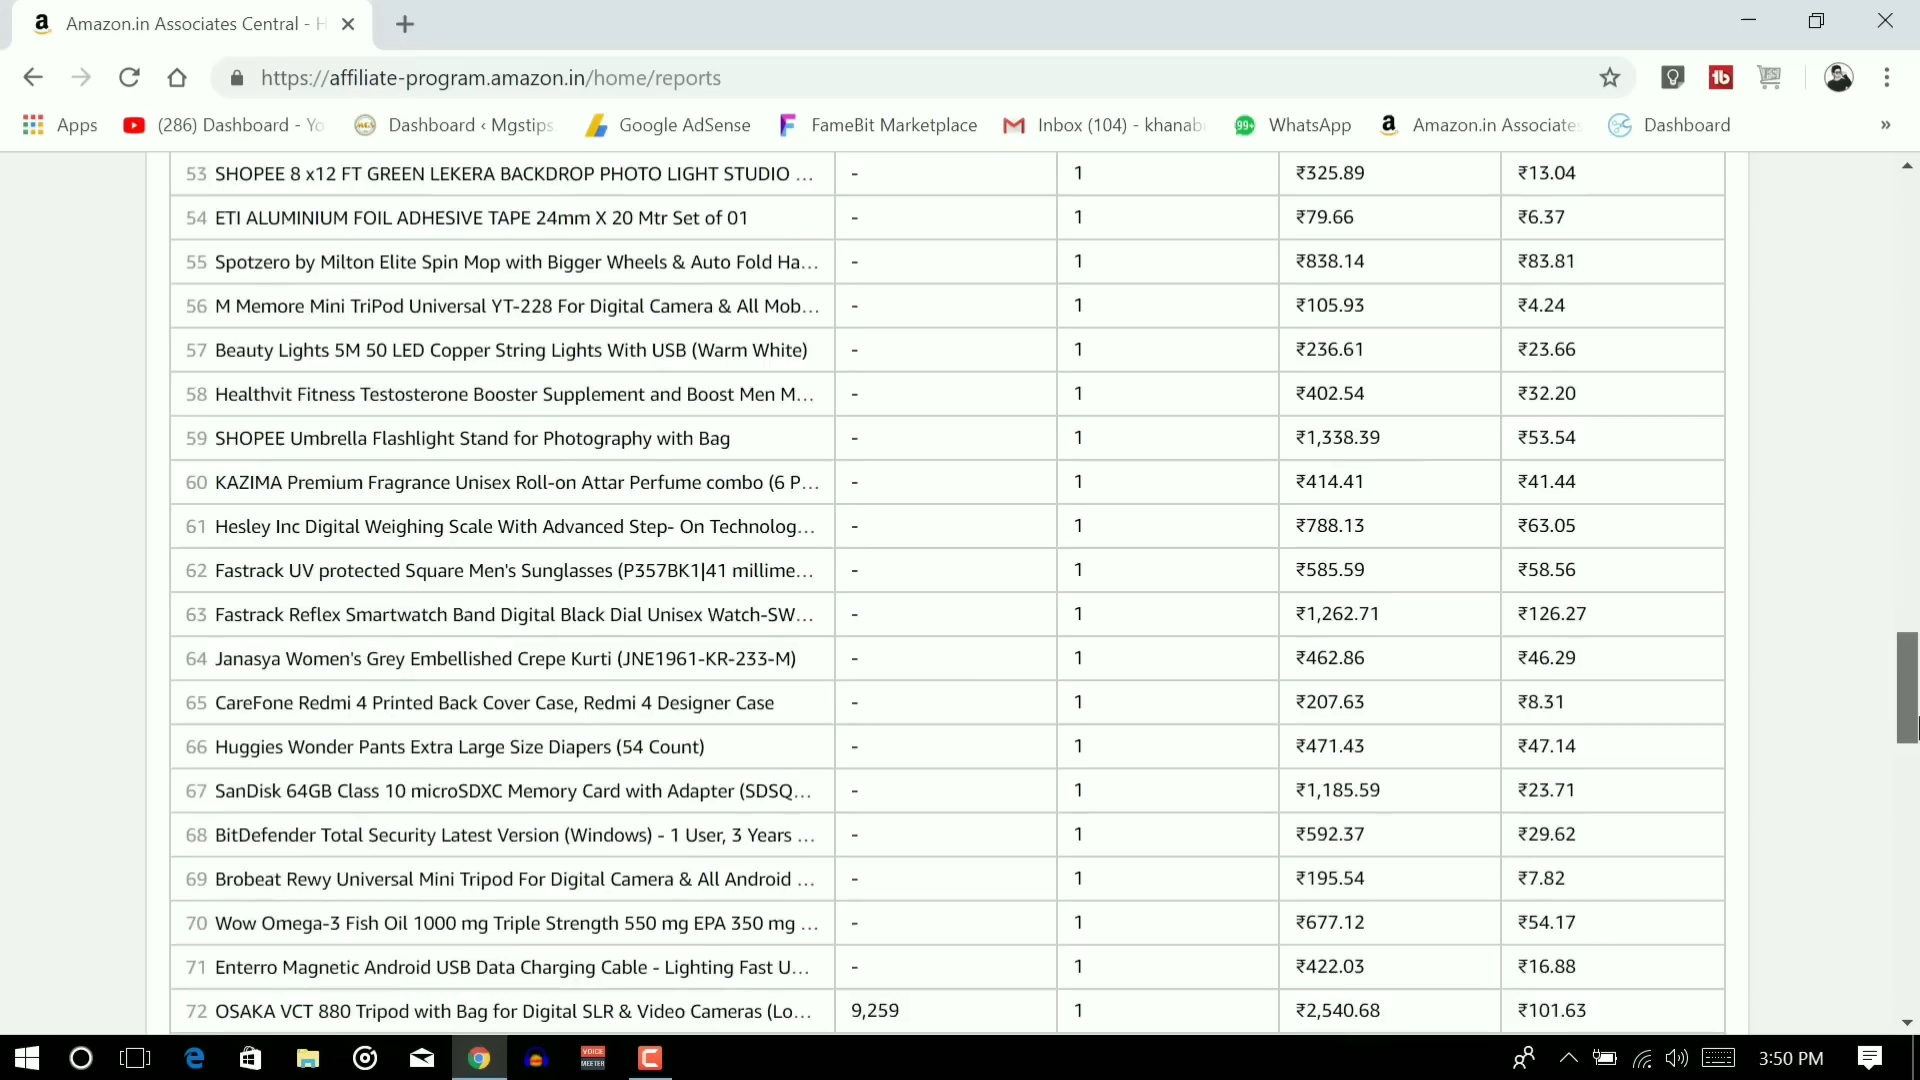 Amazon.in Associates Central - H
https://affiliate-program.amazon.in/home/reports
Apps (286) Dashboard - Yo Dashboard ‹ Mgstips Google AdSense FameBit Marketplace Inbox (104) - khanab 99+ WhatsApp Amazon.in Associates Dashboard »
53 SHOPEE 8 x12 FT GREEN LEKERA BACKDROP PHOTO LIGHT STUDIO ... - 1 ₹325.89 ₹13.04
54 ETI ALUMINIUM FOIL ADHESIVE TAPE 24mm X 20 Mtr Set of 01 - 1 ₹79.66 ₹6.37
55 Spotzero by Milton Elite Spin Mop with Bigger Wheels & Auto Fold Ha... - 1 ₹838.14 ₹83.81
56 M Memore Mini TriPod Universal YT-228 For Digital Camera & All Mob... - 1 ₹105.93 ₹4.24
57 Beauty Lights 5M 50 LED Copper String Lights With USB (Warm White) - 1 ₹236.61 ₹23.66
58 Healthvit Fitness Testosterone Booster Supplement and Boost Men M... - 1 ₹402.54 ₹32.20
59 SHOPEE Umbrella Flashlight Stand for Photography with Bag - 1 ₹1,338.39 ₹53.54
60 KAZIMA Premium Fragrance Unisex Roll-on Attar Perfume combo (6 P... - 1 ₹414.41 ₹41.44
61 Hesley Inc Digital Weighing Scale With Advanced Step- On Technolog... - 1 ₹788.13 ₹63.05
62 Fastrack UV protected Square Men's Sunglasses (P357BK1|41 millime... - 1 ₹585.59 ₹58.56
63 Fastrack Reflex Smartwatch Band Digital Black Dial Unisex Watch-SW... - 1 ₹1,262.71 ₹126.27
64 Janasya Women's Grey Embellished Crepe Kurti (JNE1961-KR-233-M) - 1 ₹462.86 ₹46.29
65 CareFone Redmi 4 Printed Back Cover Case, Redmi 4 Designer Case - 1 ₹207.63 ₹8.31
66 Huggies Wonder Pants Extra Large Size Diapers (54 Count) - 1 ₹471.43 ₹47.14
67 SanDisk 64GB Class 10 microSDXC Memory Card with Adapter (SDSQ... - 1 ₹1,185.59 ₹23.71
68 BitDefender Total Security Latest Version (Windows) - 1 User, 3 Years ... - 1 ₹592.37 ₹29.62
69 Brobeat Rewy Universal Mini Tripod For Digital Camera & All Android ... - 1 ₹195.54 ₹7.82
70 Wow Omega-3 Fish Oil 1000 mg Triple Strength 550 mg EPA 350 mg ... - 1 ₹677.12 ₹54.17
71 Enterro Magnetic Android USB Data Charging Cable - Lighting Fast U... - 1 ₹422.03 ₹16.88
72 OSAKA VCT 880 Tripod with Bag for Digital SLR & Video Cameras (Lo... 9,259 1 ₹2,540.68 ₹101.63
VOICE
MEETER
3:50 PM